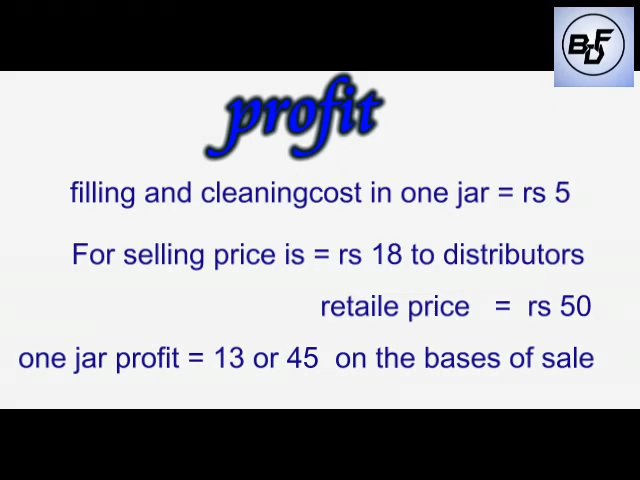 BDF
profit
filling and cleaningcost in one jar = rs 5
For selling price is = rs 18 to distributors
retaile price = rs 50
one jar profit = 13 or 45 on the bases of sale